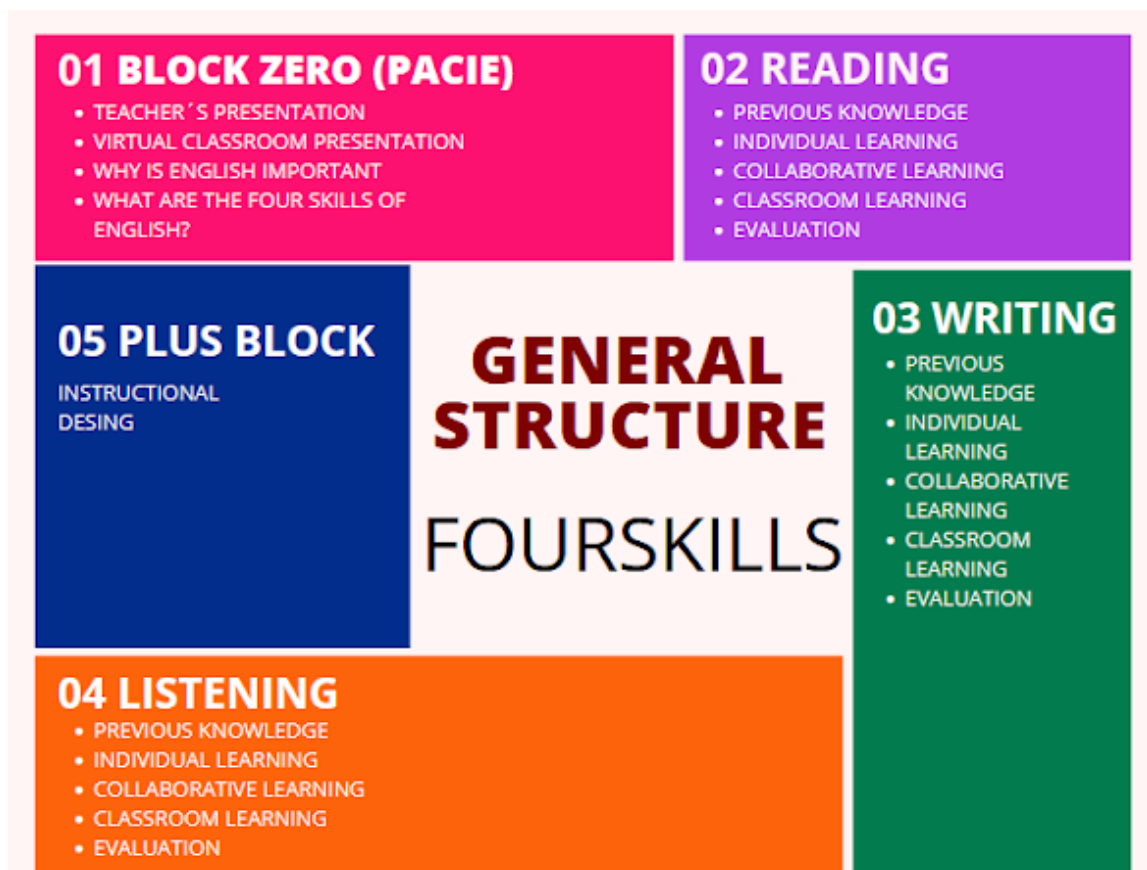 01 BLOCK ZERO (PACIE)
• TEACHER´S PRESENTATION
• VIRTUAL CLASSROOM PRESENTATION
• WHY IS ENGLISH IMPORTANT
• WHAT ARE THE FOUR SKILLS OF
ENGLISH?
02 READING
• PREVIOUS KNOWLEDGE
• INDIVIDUAL LEARNING
• COLLABORATIVE LEARNING
• CLASSROOM LEARNING
• EVALUATION
03 WRITING
• PREVIOUS
KNOWLEDGE
• INDIVIDUAL
LEARNING
• COLLABORATIVE
LEARNING
• CLASSROOM
LEARNING
• EVALUATION
GENERAL
STRUCTURE
FOURSKILLS
05 PLUS BLOCK
INSTRUCTIONAL
DESING
04 LISTENING
• PREVIOUS KNOWLEDGE
• INDIVIDUAL LEARNING
• COLLABORATIVE LEARNING
• CLASSROOM LEARNING
• EVALUATION